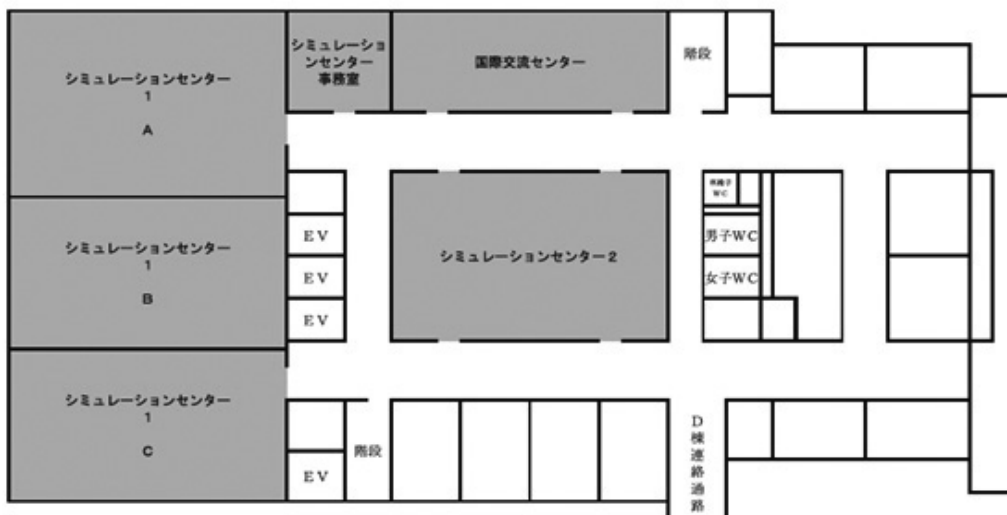 シミュレーションセンター
1
A
シミュレーショ
ンセンター
事務室
国際交流センター
階段
シミュレーションセンター
1
B
EV
EV
EV
シミュレーションセンター2
WC
男子WC
女子WC
シミュレーションセンター
1
C
EV
階段
D棟連絡通路